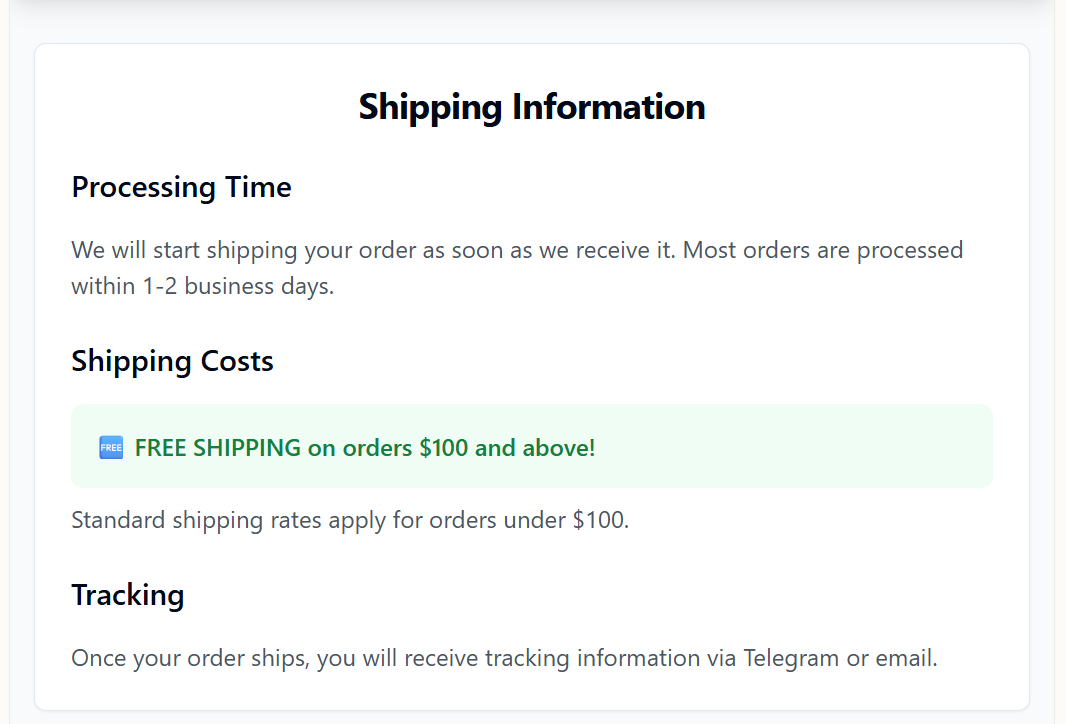 Shipping Information
Processing Time
We will start shipping your order as soon as we receive it. Most orders are processed
within 1-2 business days.
Shipping Costs
FREE FREE SHIPPING on orders $100 and above!
Standard shipping rates apply for orders under $100.
Tracking
Once your order ships, you will receive tracking information via Telegram or email.